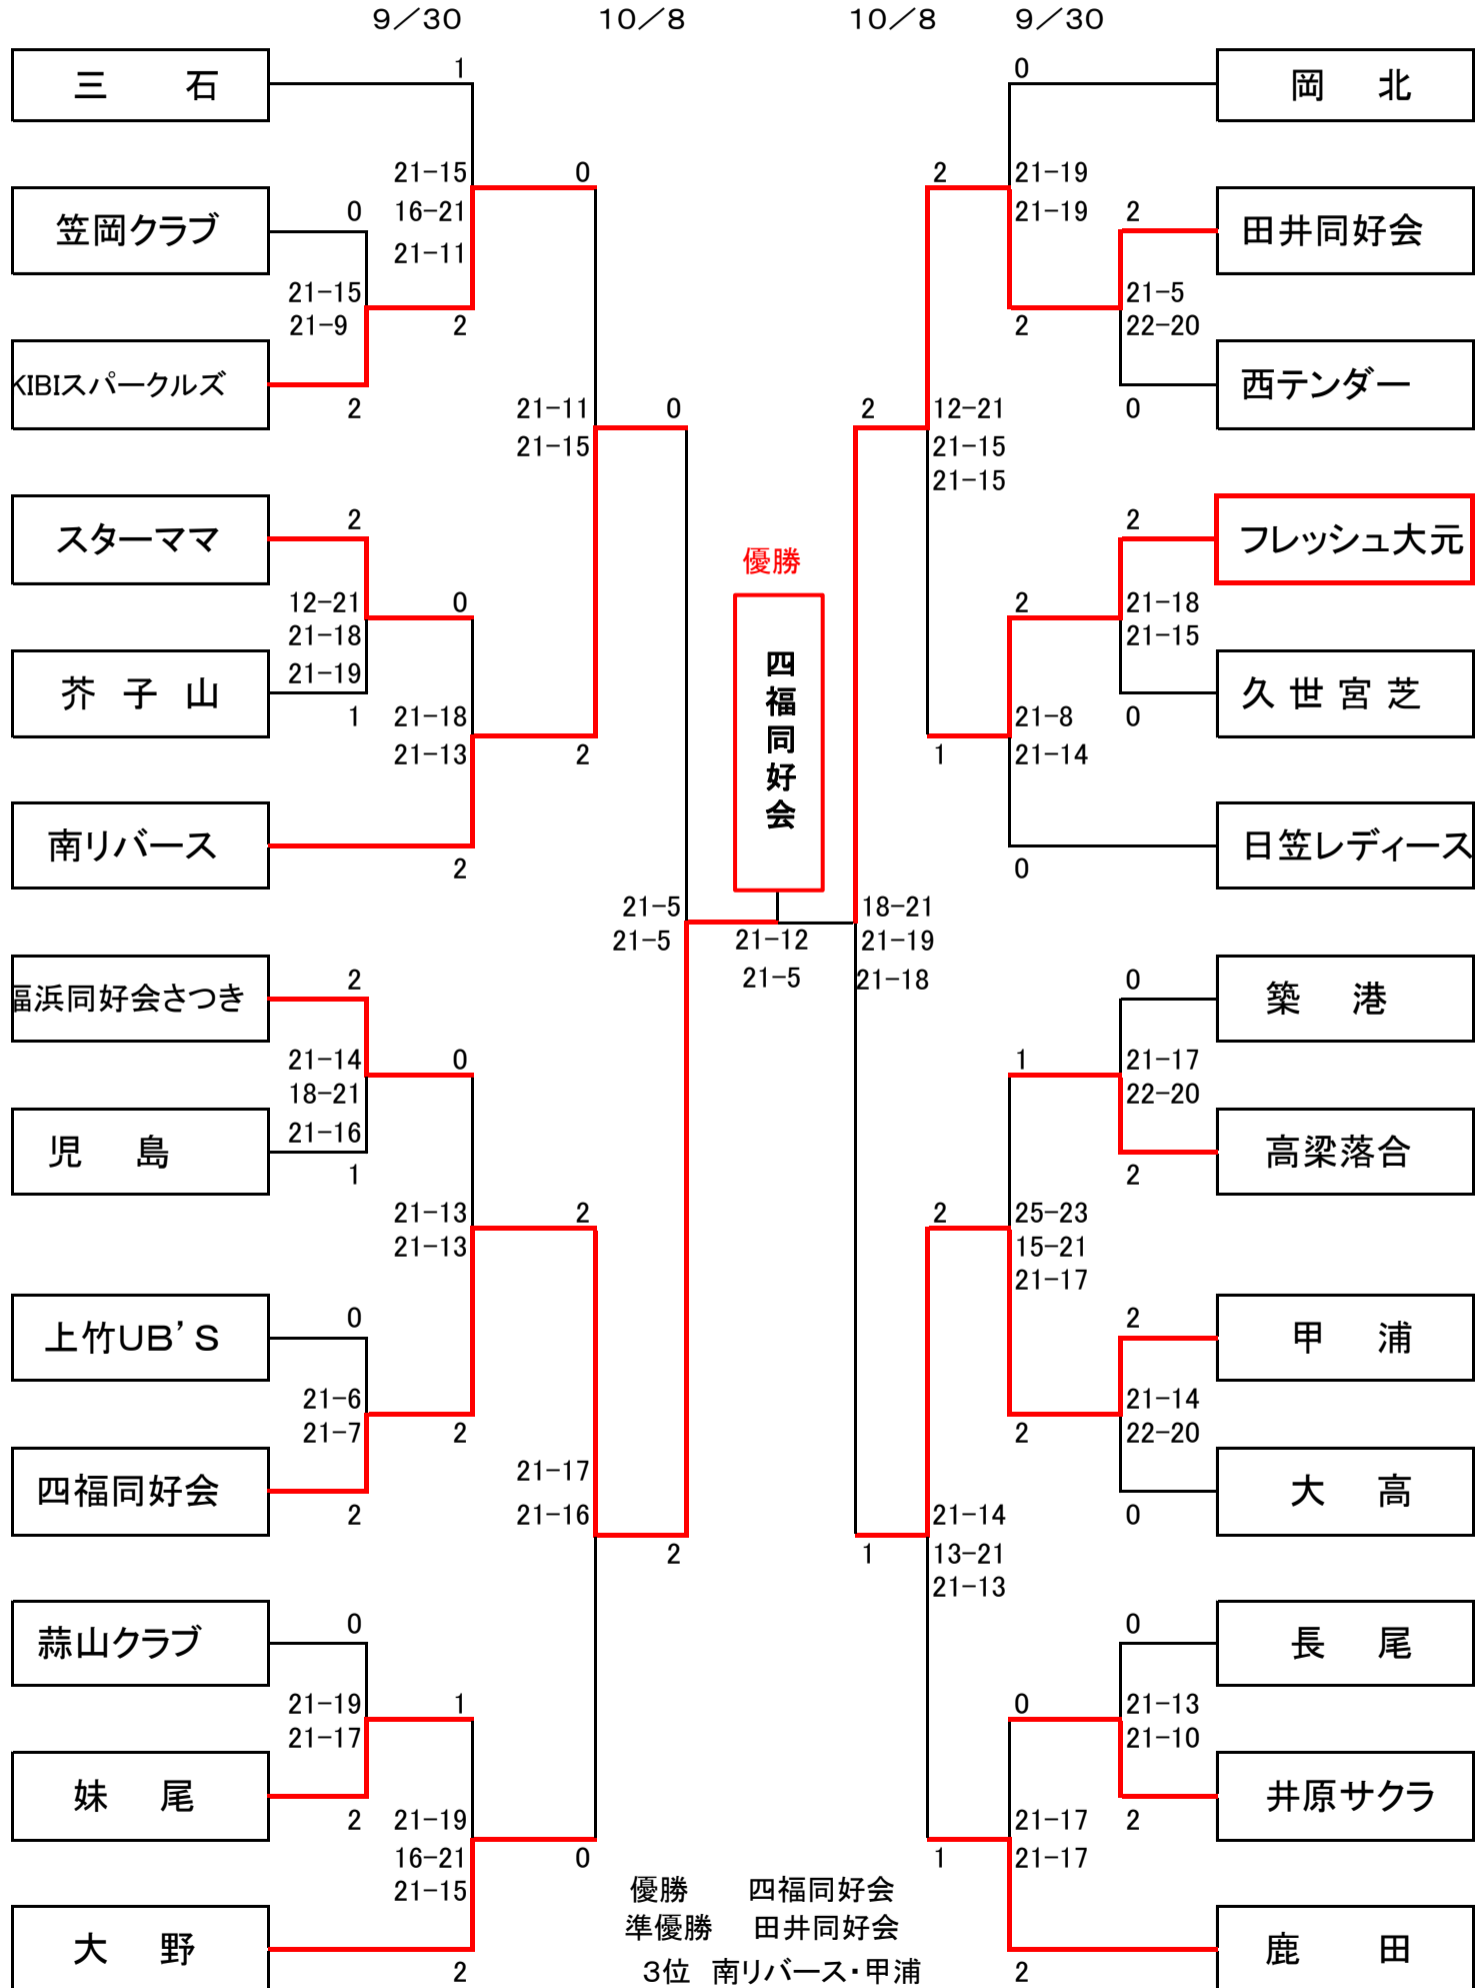 9／30 10／8 10／8 9／30
1 0
三 石 岡 北
21-15 0 2 21-19
笠岡クラブ 0 16-21 21-19 2 田井同好会
21-11
21-15 21-5
21-9 2 2 22-20
KIBIスパークルズ 西テンダー
2 21-11 0 2 12-21 0
21-15 21-15
21-15
スターママ 2 2 フレッシュ大元
優勝
12-21 0 2 21-18
21-18 21-15
芥 子 山 21-19 四福同好会 久 世 宮 芝
1 21-18 21-8 0
21-13 2 1 21-14
南リバース 日笠レディース
2 0
21-5 18-21
21-5 21-12 21-19
21-5 21-18
福浜同好会さつき 2 0 築 港
21-14 0 1 21-17
18-21 22-20
児 島 21-16 高梁落合
1 2
21-13 2 2 25-23
21-13 15-21
21-17
上竹UB’S 0 2 甲 浦
21-6 21-14
21-7 2 2 22-20
四福同好会 21-17 大 高
2 21-16 21-14 0
2 1 13-21
21-13
蒜山クラブ 0 0 長 尾
21-19 1 0 21-13
21-17 21-10
妹 尾 井原サクラ
2 21-19 21-17 2
16-21 0 1 21-17
21-15
優勝 四福同好会
準優勝 田井同好会
大 野 鹿 田
2 3位 南リバース・甲浦 2